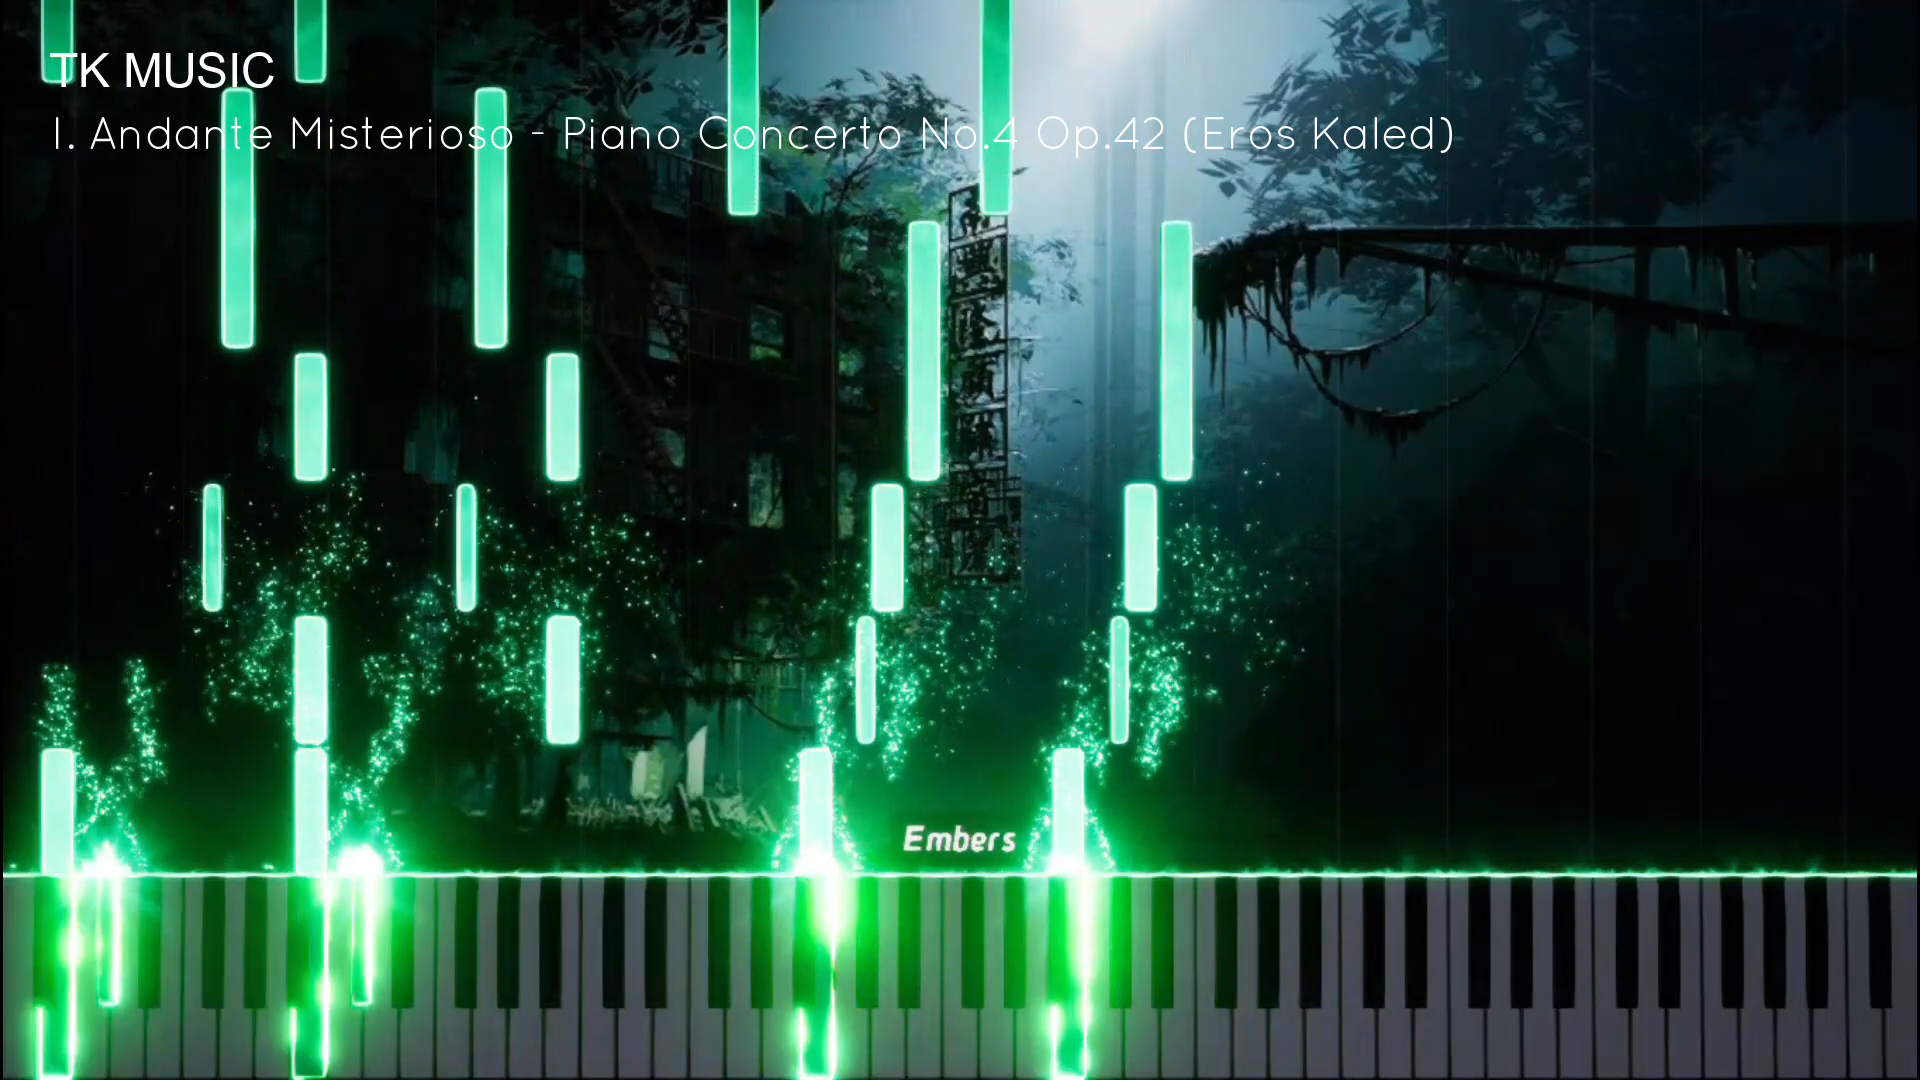 TK MUSIC
I. Andante Misterioso - Piano Concerto No.4 Op.42 (Eros Kaled)
Embers